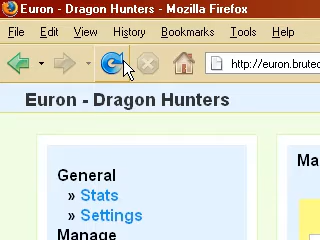 Euron - Dragon Hunters - Mozilla Firefox
File Edit View History Bookmarks Tools Help
http://euron.brutec
Euron - Dragon Hunters
General
» Stats
» Settings
Manage
Ma